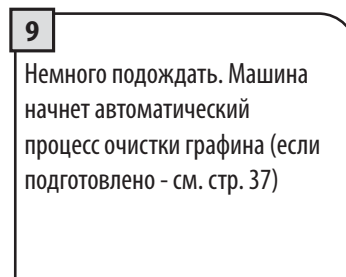 9
Немного подождать. Машина
начнет автоматический
процесс очистки графина (если
подготовлено - см. стр. 37)